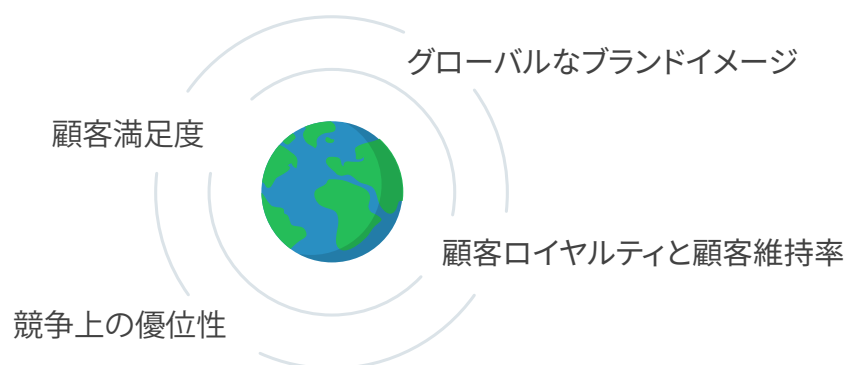 グローバルなブランドイメージ
顧客満足度
顧客ロイヤルティと顧客維持率
競争上の優位性